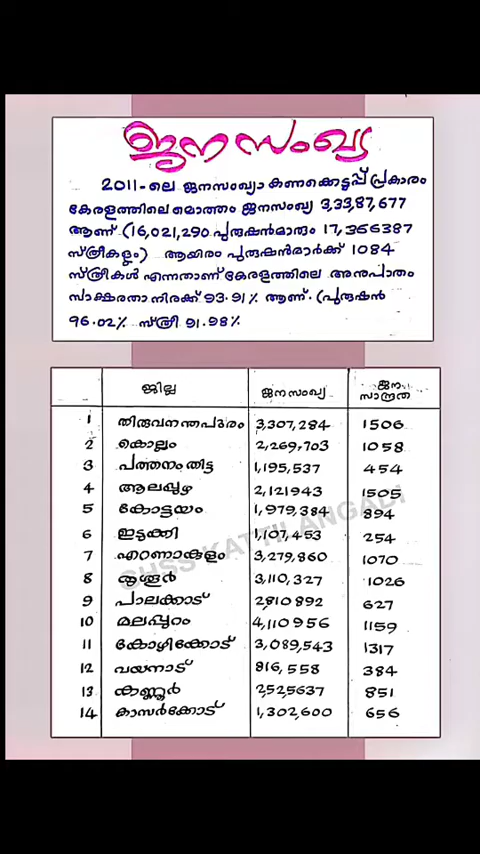 ജനസംഖ്യ
2011-ലെ ജനസംഖ്യാ കണക്കെടുപ്പ് പ്രകാരം
കേരളത്തിലെ മൊത്തം ജനസംഖ്യ 3,33,87,677
ആണ് (16,021,290 പുരുഷൻമാരും 17,366387
സ്ത്രീകളും) ആയിരം പുരുഷൻമാർക്ക് 1084
സ്ത്രീകൾ എന്നതാണ് കേരളത്തിലെ അനുപാതം
സാക്ഷരതാ നിരക്ക് 93.91% ആണ്. (പുരുഷൻ
96.02% സ്ത്രീ 91.98%
ജില്ല ജനസംഖ്യ ജന സാന്ദ്രത
1 തിരുവനന്തപുരം 3,307,284 1506
2 കൊല്ലം 2,269,703 1058
3 പത്തനംതിട്ട 1,195,537 454
4 ആലപ്പുഴ 2,121943 1505
5 കോട്ടയം 1,979,384 894
6 ഇടുക്കി 1,107,453 254
7 എറണാകുളം 3,279,860 1070
8 തൃശൂർ 3,110,327 1026
9 പാലക്കാട് 2810892 627
10 മലപ്പുറം 4,110956 1159
11 കോഴിക്കോട് 3,089,543 1317
12 വയനാട് 816,558 384
13 കണ്ണൂർ 2525637 851
14 കാസർക്കോട് 1,302,600 656
SHSS KATTILANGADI